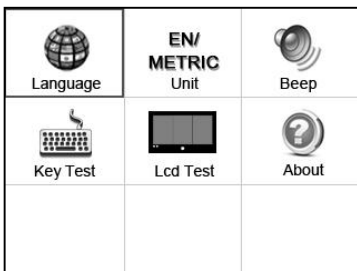 EN/
METRIC
Language
Unit
Beep
Key Test
Lcd Test
About